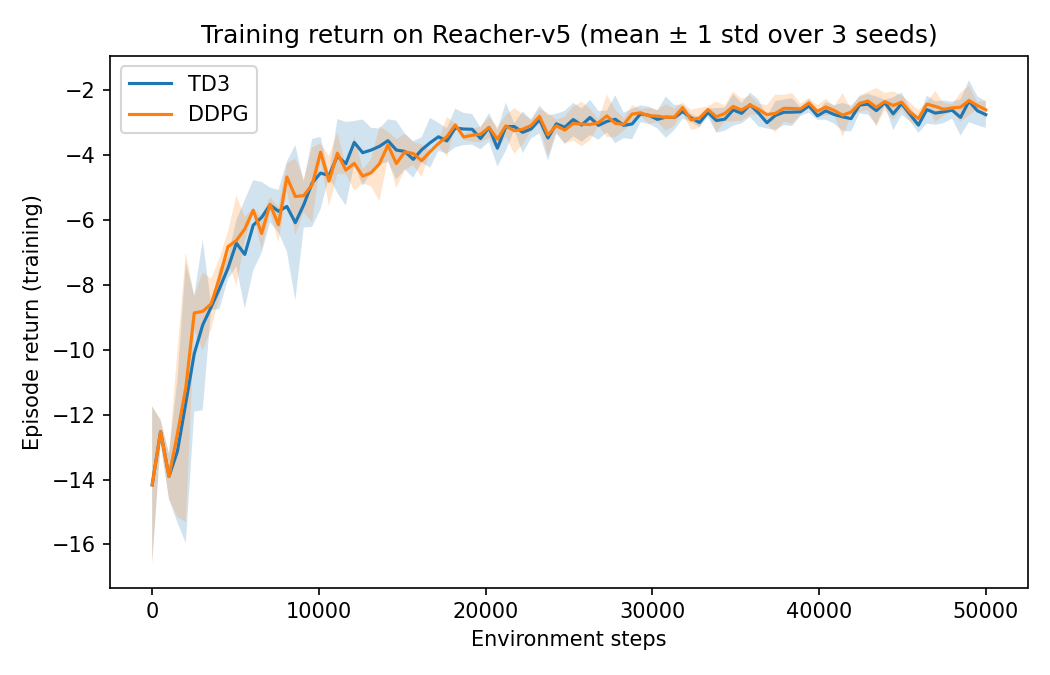 Training return on Reacher-v5 (mean ± 1 std over 3 seeds)
TD3
DDPG
Episode return (training)
−2
−4
−6
−8
−10
−12
−14
−16
0 10000 20000 30000 40000 50000
Environment steps